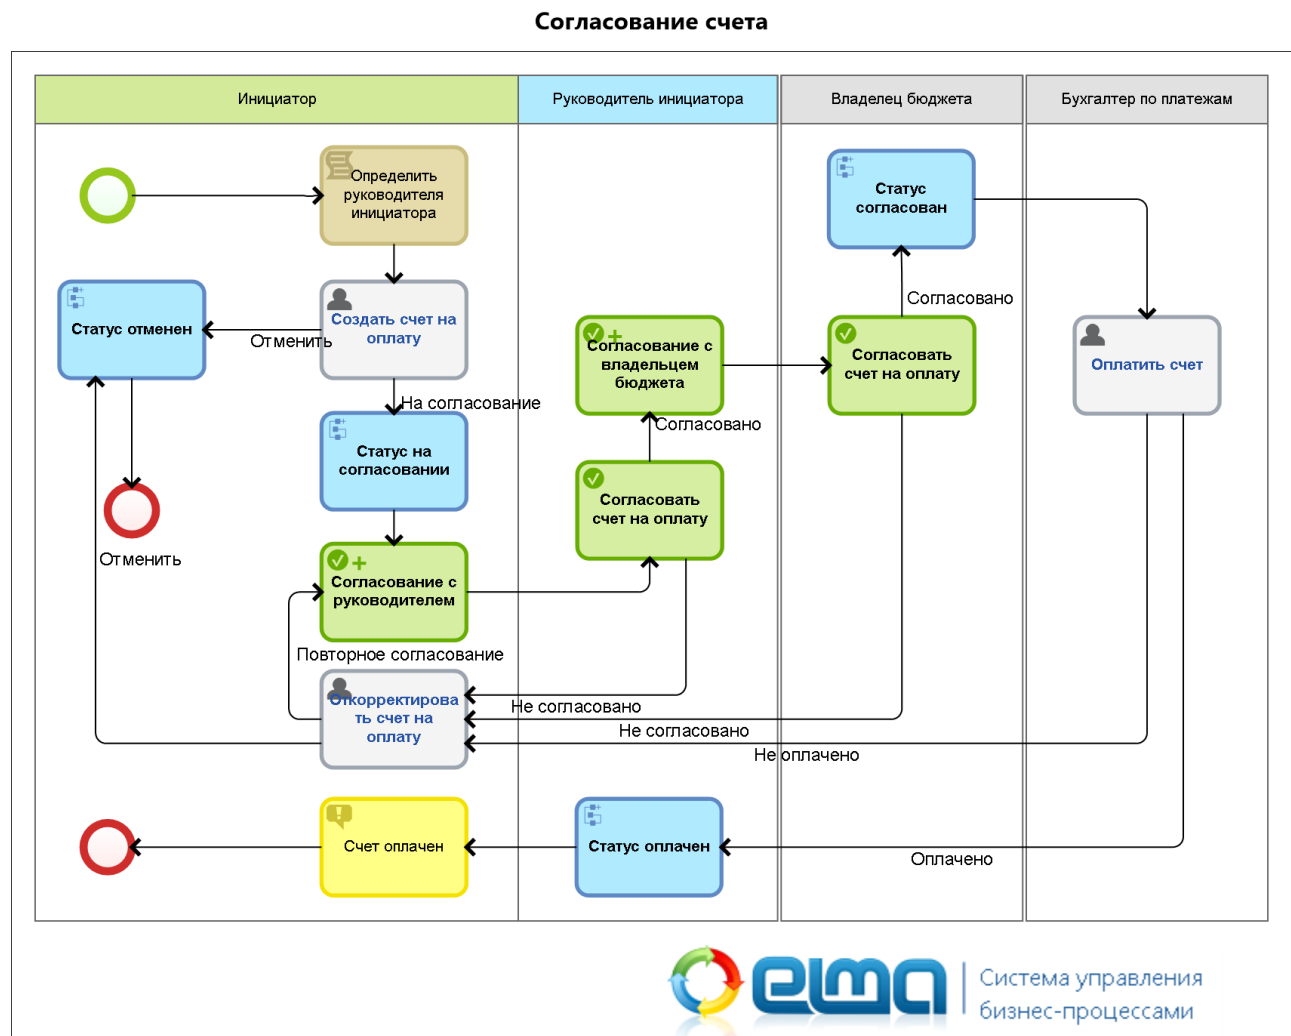 Согласование счета
Инициатор
Руководитель инициатора
Владелец бюджета
Бухгалтер по платежам
Определить
руководителя
инициатора
Статус
согласован
Статус отменен
Отменить
Создать счет на
оплату
Согласовано
Согласование с
владельцем
бюджета
Согласовать
счет на оплату
Оплатить счет
На согласование
Согласовано
Статус на
согласовании
Согласовать
счет на оплату
Отменить
Согласование с
руководителем
Повторное согласование
Откорректирова
ть счет на
оплату
Не согласовано
Не согласовано
Не оплачено
Счет оплачен
Статус оплачен
Оплачено
elma
Система управления
бизнес-процессами